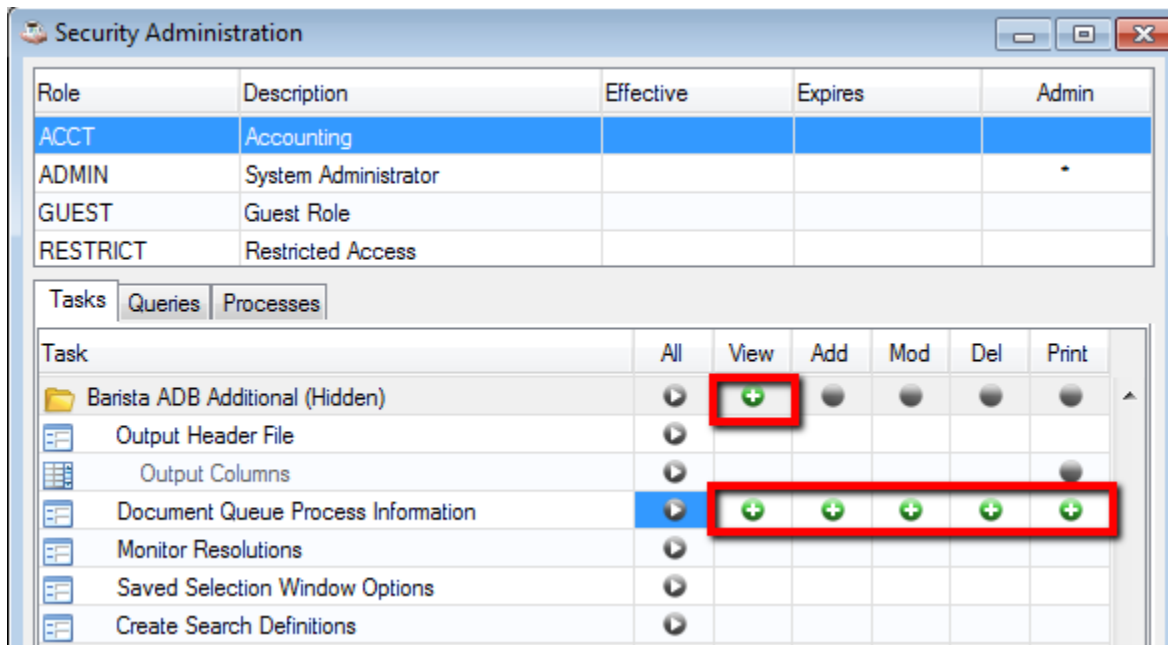 Security Administration
Role Description Effective Expires Admin
ACCT Accounting
ADMIN System Administrator *
GUEST Guest Role
RESTRICT Restricted Access
Tasks Queries Processes
Task All View Add Mod Del Print
Barista ADB Additional (Hidden)
Output Header File
Output Columns
Document Queue Process Information
Monitor Resolutions
Saved Selection Window Options
Create Search Definitions